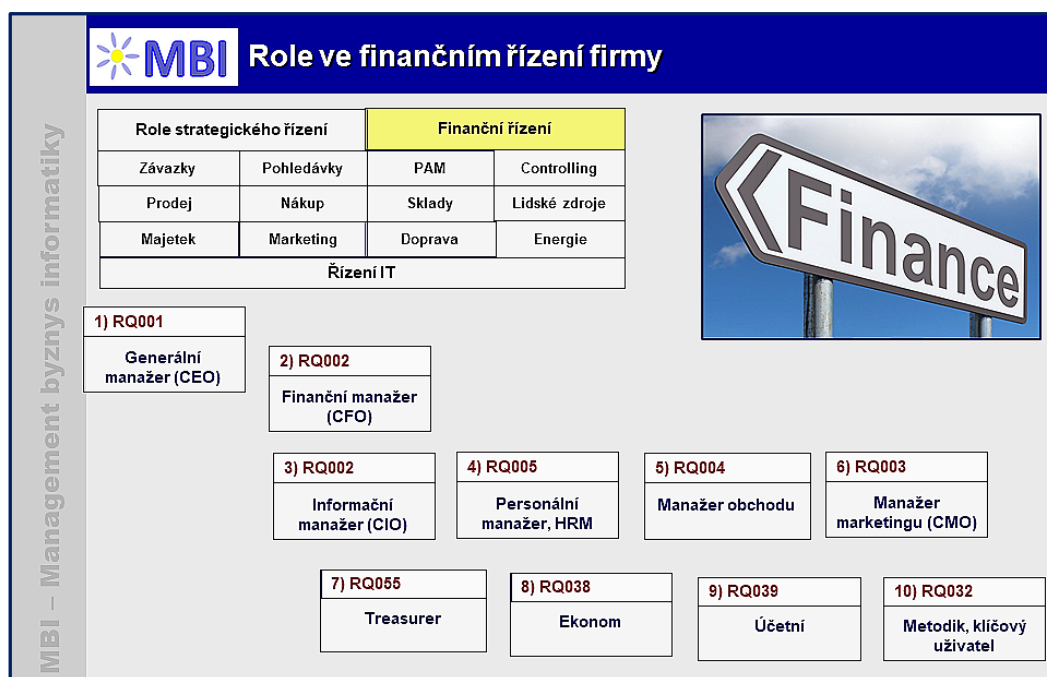 MBI
Role ve finančním řízení firmy
MBI – Management byznys informatiky
Role strategického řízení
Finanční řízení
Závazky
Pohledávky
PAM
Controlling
Prodej
Nákup
Sklady
Lidské zdroje
Majetek
Marketing
Doprava
Energie
Řízení IT
Finance
1) RQ001
Generální
manažer (CEO)
2) RQ002
Finanční manažer
(CFO)
3) RQ002
Informační
manažer (CIO)
4) RQ005
Personální
manažer, HRM
5) RQ004
Manažer obchodu
6) RQ003
Manažer
marketingu (CMO)
7) RQ055
Treasurer
8) RQ038
Ekonom
9) RQ039
Účetní
10) RQ032
Metodik, klíčový
uživatel